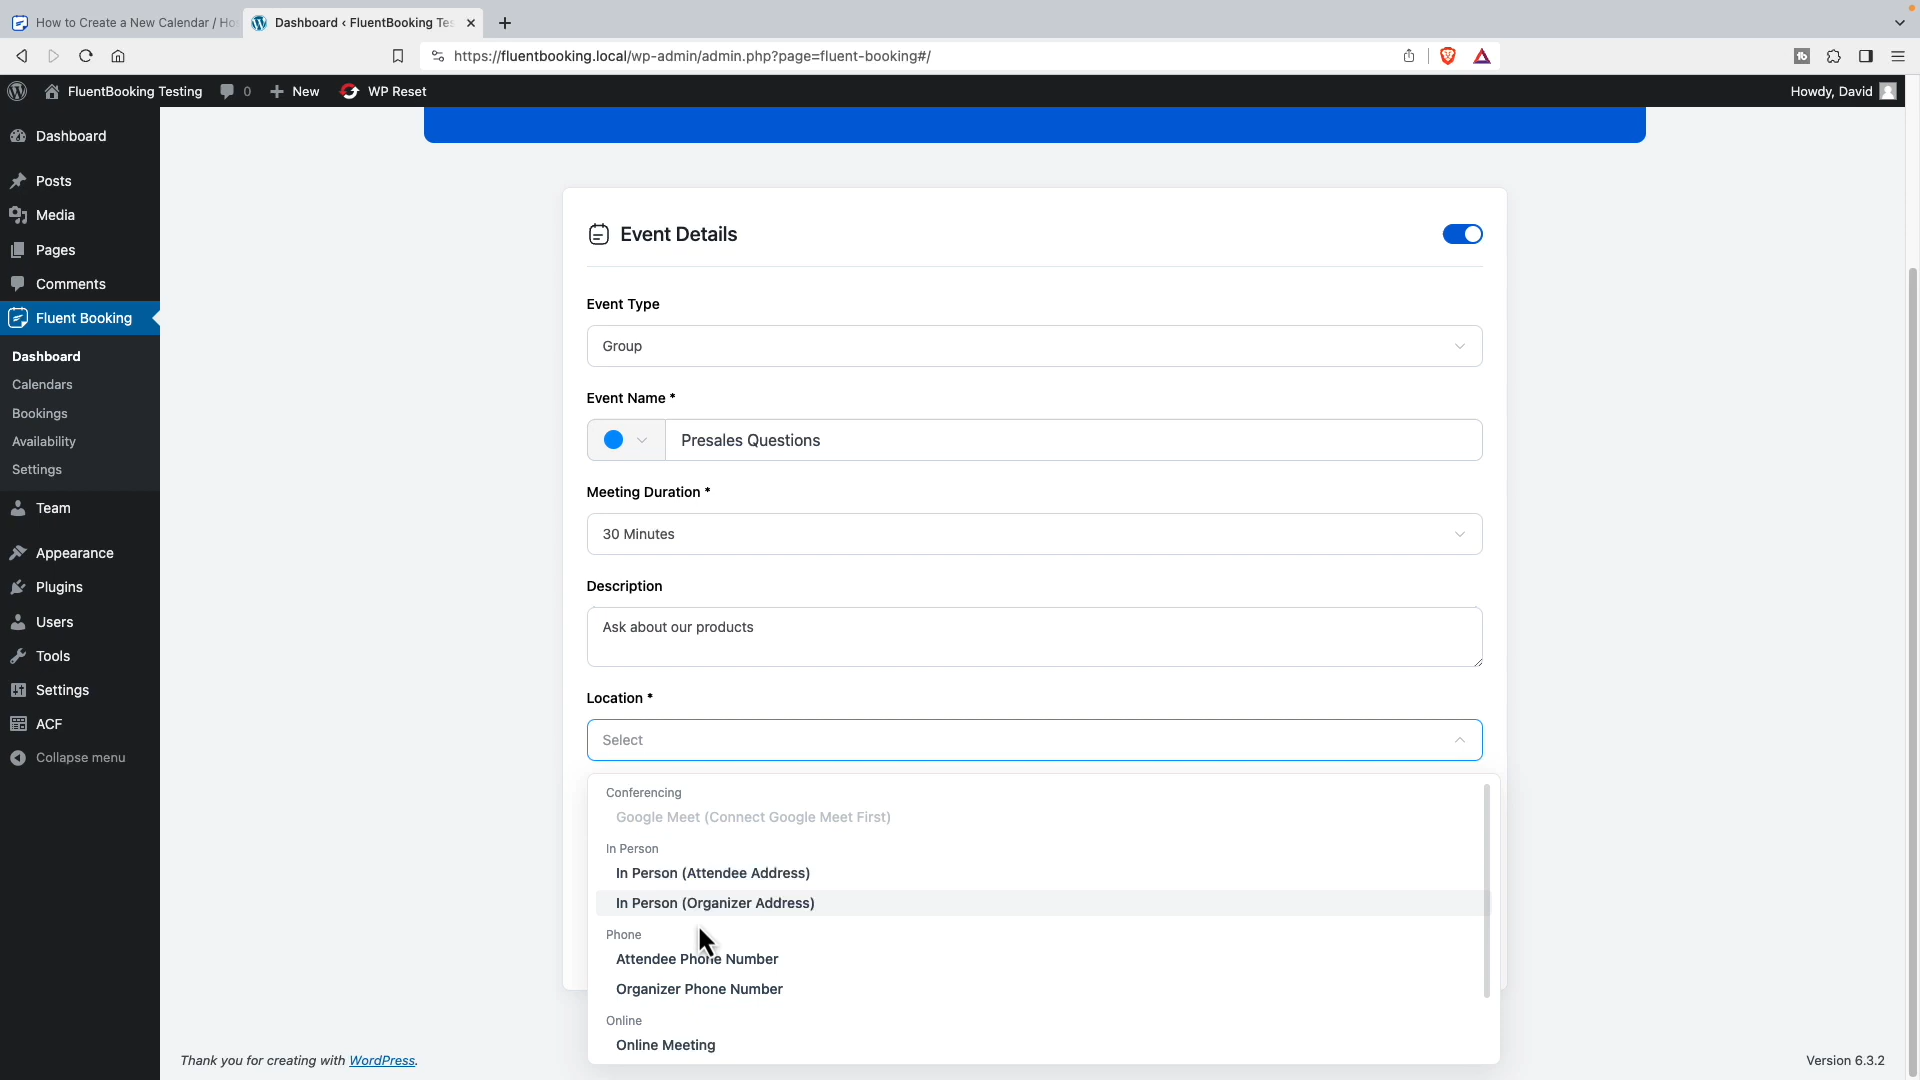 How to Create a New Calendar / Ho
Dashboard ‹ FluentBooking Te
https://fluentbooking.local/wp-admin/admin.php?page=fluent-booking#/
FluentBooking Testing
0
New
WP Reset
Howdy, David
Dashboard
Posts
Media
Pages
Comments
Fluent Booking
Dashboard
Calendars
Bookings
Availability
Settings
Team
Appearance
Plugins
Users
Tools
Settings
ACF
Collapse menu
Event Details
Event Type
Group
Event Name *
Presales Questions
Meeting Duration *
30 Minutes
Description
Ask about our products
Location *
Select
Conferencing
Google Meet (Connect Google Meet First)
In Person
In Person (Attendee Address)
In Person (Organizer Address)
Phone
Attendee Phone Number
Organizer Phone Number
Online
Online Meeting
Thank you for creating with WordPress.
Version 6.3.2